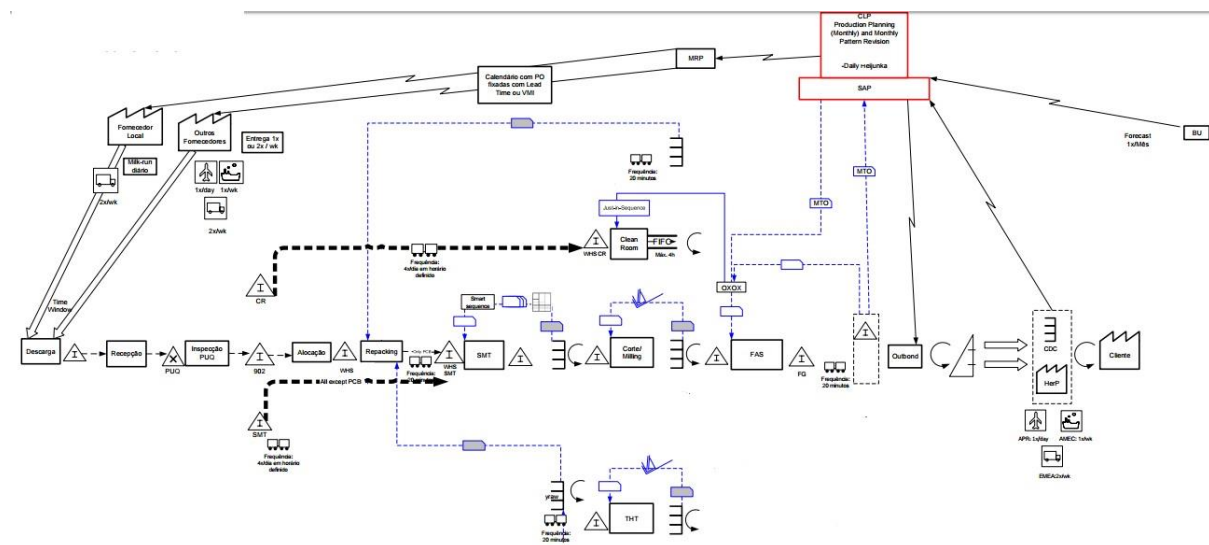 CLP
Production Planning
(Monthly) and Monthly
Pattern Revision
-Daily Heijunka
SAP
MRP
Calendário com PO
fixadas com Lead
Time ou VMI
Fornecedor
Local
Outros
Fornecedores
Entrega 1x
ou 2x / wk
Milk-run
diário
2x/wk
1x/day
1x/wk
2x/wk
Forecast
1x/Mês
BU
Frequência:
20 minutos
MTO
MTO
Just-in-Sequence
I
WHS CR
Clean
Room
FIFO
Máx. 4h
Frequência:
4x/dia em horário
definido
I
CR
OXOX
Time
Window
Smart
sequence
Descarga
I
Recepção
PUQ
Inspecção
PUQ
I
902
Alocação
I
WHS
Repacking
Only PCB
Frequência:
20 minutos
I
WHS
SMT
SMT
I
I
Corte/
Milling
I
FAS
I
FG
Frequência:
20 minutos
I
Outbond
CDC
HerP
Cliente
All except PCB
I
SMT
Frequência:
4x/dia em horário
definido
APR: 1x/day
AMEC: 1x/wk
EMEA:2x/wk
Frequência:
20 minutos
I
THT